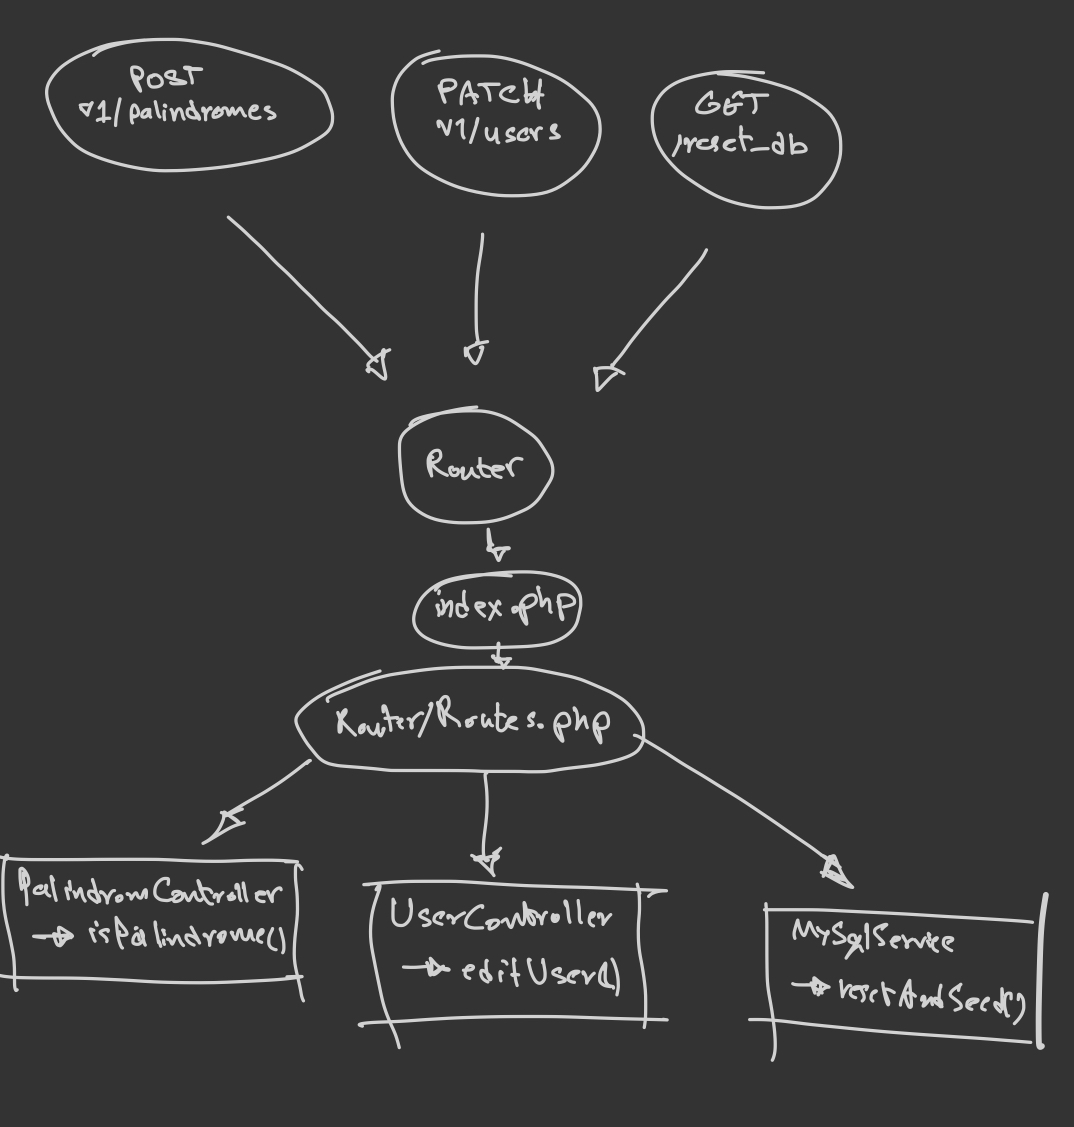 POST
v1/palindromes
PATCH
v1/users
GET
/reset_db
Router
index.php
Router/Routes.php
PalindromController
→ isPalindrome()
UserController
→ editUser()
MySqlService
→ resetAndSeed()